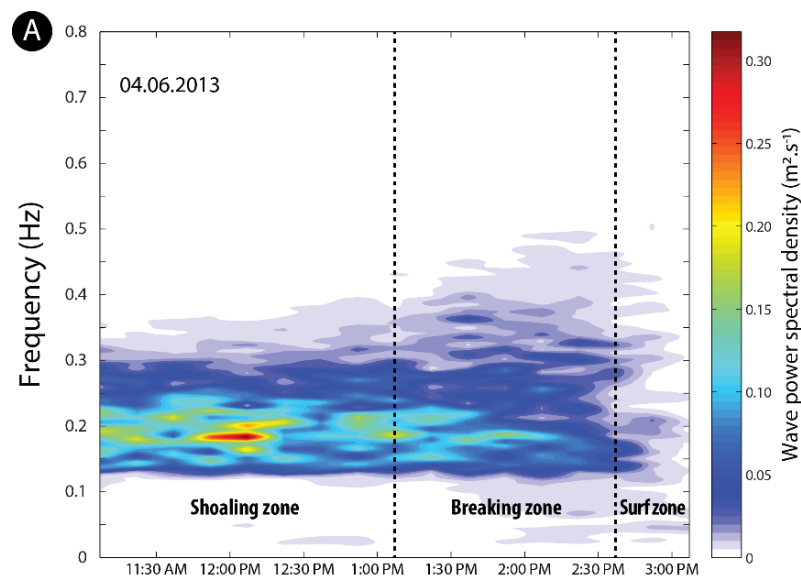 A
04.06.2013
Frequency (Hz)
0.8
0.7
0.6
0.5
0.4
0.3
0.2
0.1
0
Shoaling zone
Breaking zone
Surf zone
11:30 AM 12:00 PM 12:30 PM 1:00 PM 1:30 PM 2:00 PM 2:30 PM 3:00 PM
0.30
0.25
0.20
0.15
0.10
0.05
0
Wave power spectral density (m².s⁻¹)